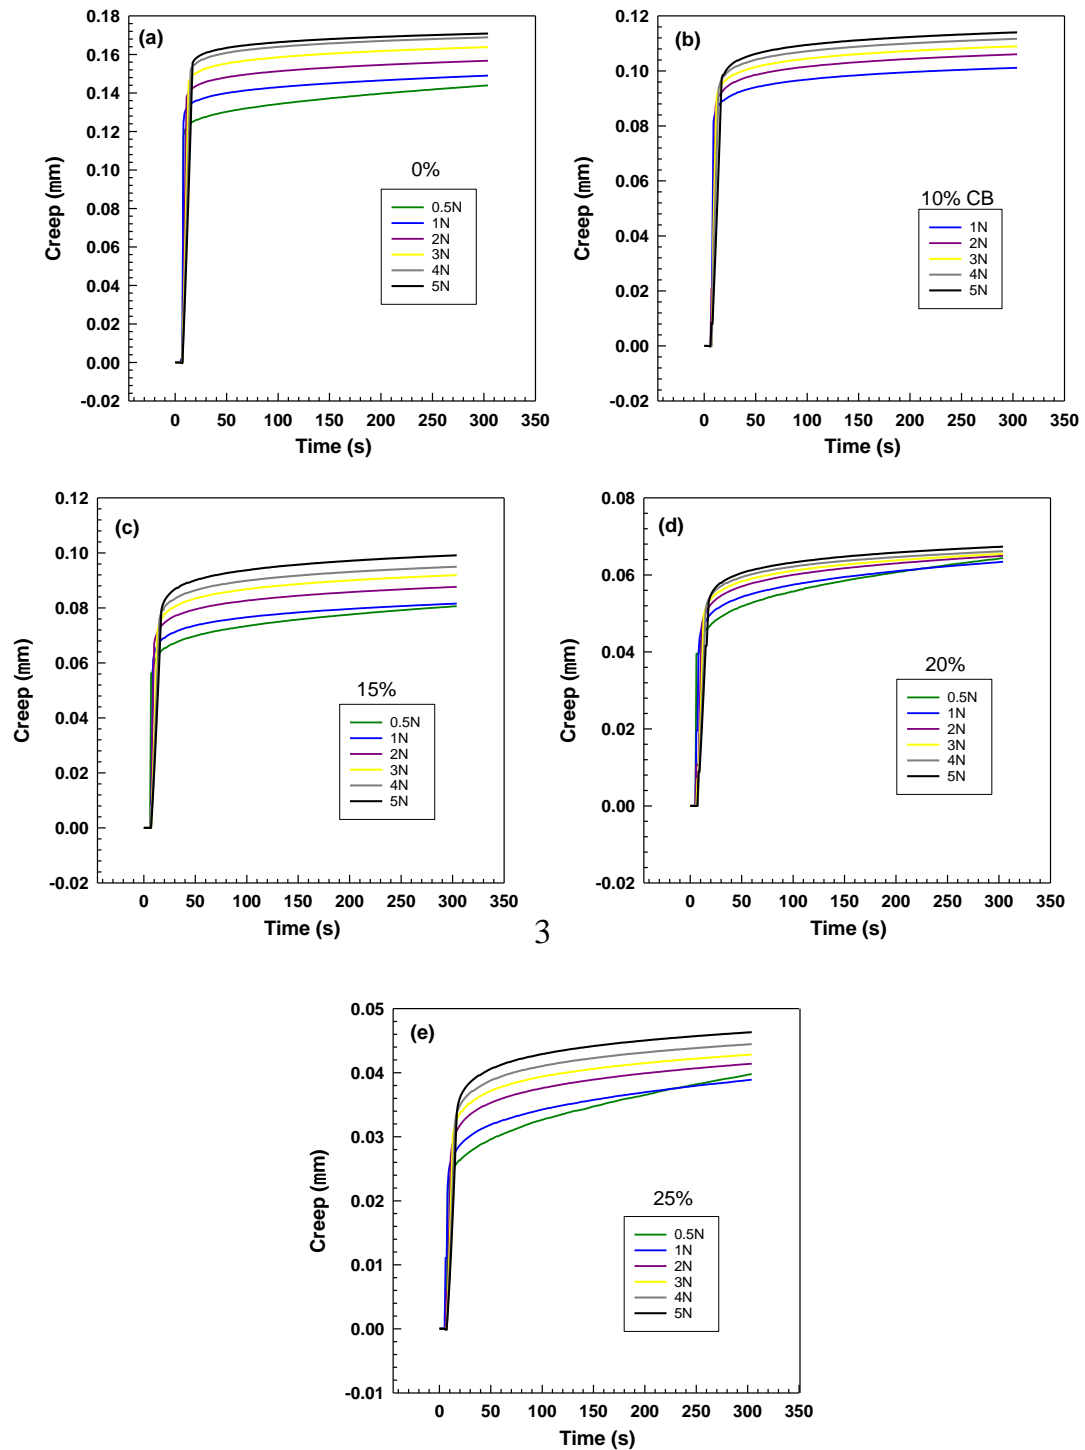 (a)
0.18
0.16
0.14
0.12
0.10
0.08
0.06
0.04
0.02
0.00
-0.02
Creep (mm)
0%
0.5N
1N
2N
3N
4N
5N
0 50 100 150 200 250 300 350
Time (s)
(b)
0.12
0.10
0.08
0.06
0.04
0.02
0.00
-0.02
Creep (mm)
10% CB
1N
2N
3N
4N
5N
0 50 100 150 200 250 300 350
Time (s)
(c)
0.12
0.10
0.08
0.06
0.04
0.02
0.00
-0.02
Creep (mm)
15%
0.5N
1N
2N
3N
4N
5N
0 50 100 150 200 250 300 350
Time (s)
(d)
0.08
0.06
0.04
0.02
0.00
-0.02
Creep (mm)
20%
0.5N
1N
2N
3N
4N
5N
0 50 100 150 200 250 300 350
Time (s)
3
(e)
0.05
0.04
0.03
0.02
0.01
0.00
-0.01
Creep (mm)
25%
0.5N
1N
2N
3N
4N
5N
0 50 100 150 200 250 300 350
Time (s)